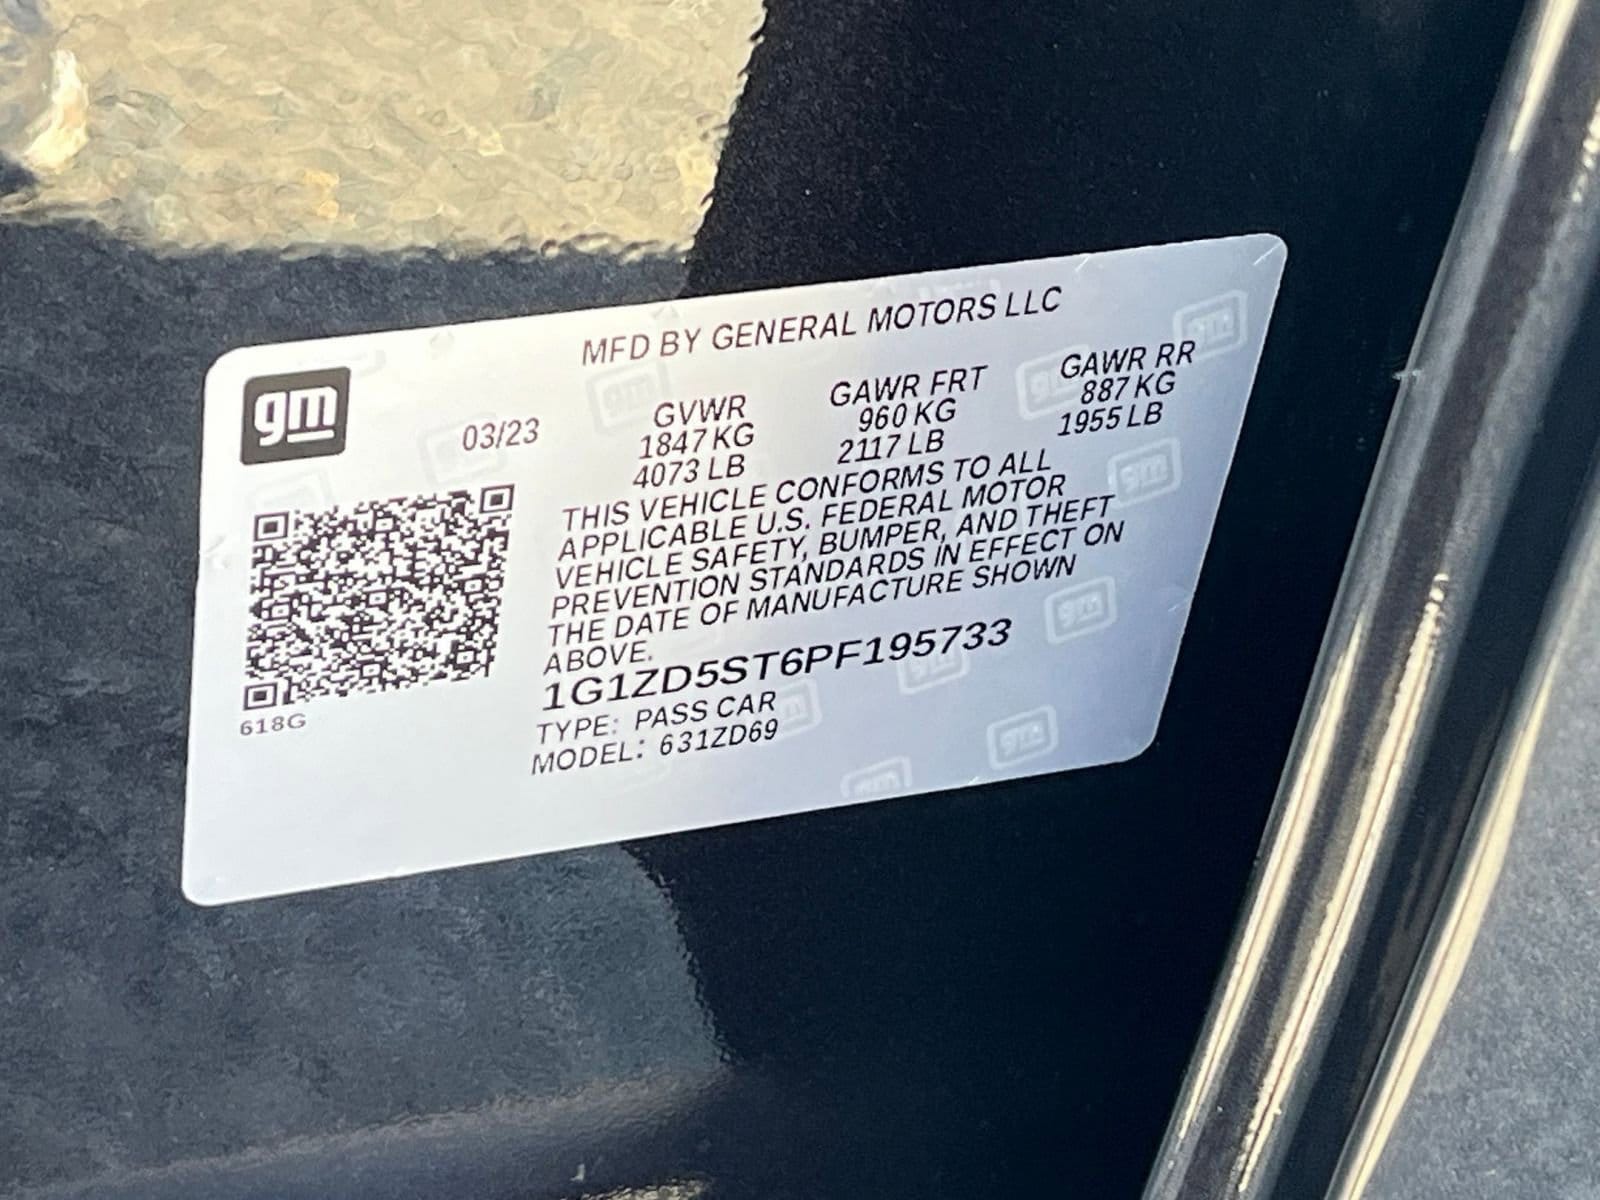 MFD BY GENERAL MOTORS LLC
gm
03/23
GVWR
1847 KG
4073 LB
GAWR FRT
960 KG
2117 LB
GAWR RR
887 KG
1955 LB
THIS VEHICLE CONFORMS TO ALL
APPLICABLE U.S. FEDERAL MOTOR
VEHICLE SAFETY, BUMPER, AND THEFT
PREVENTION STANDARDS IN EFFECT ON
THE DATE OF MANUFACTURE SHOWN
ABOVE.
1G1ZD5ST6PF195733
TYPE: PASS CAR
MODEL: 631ZD69
618G